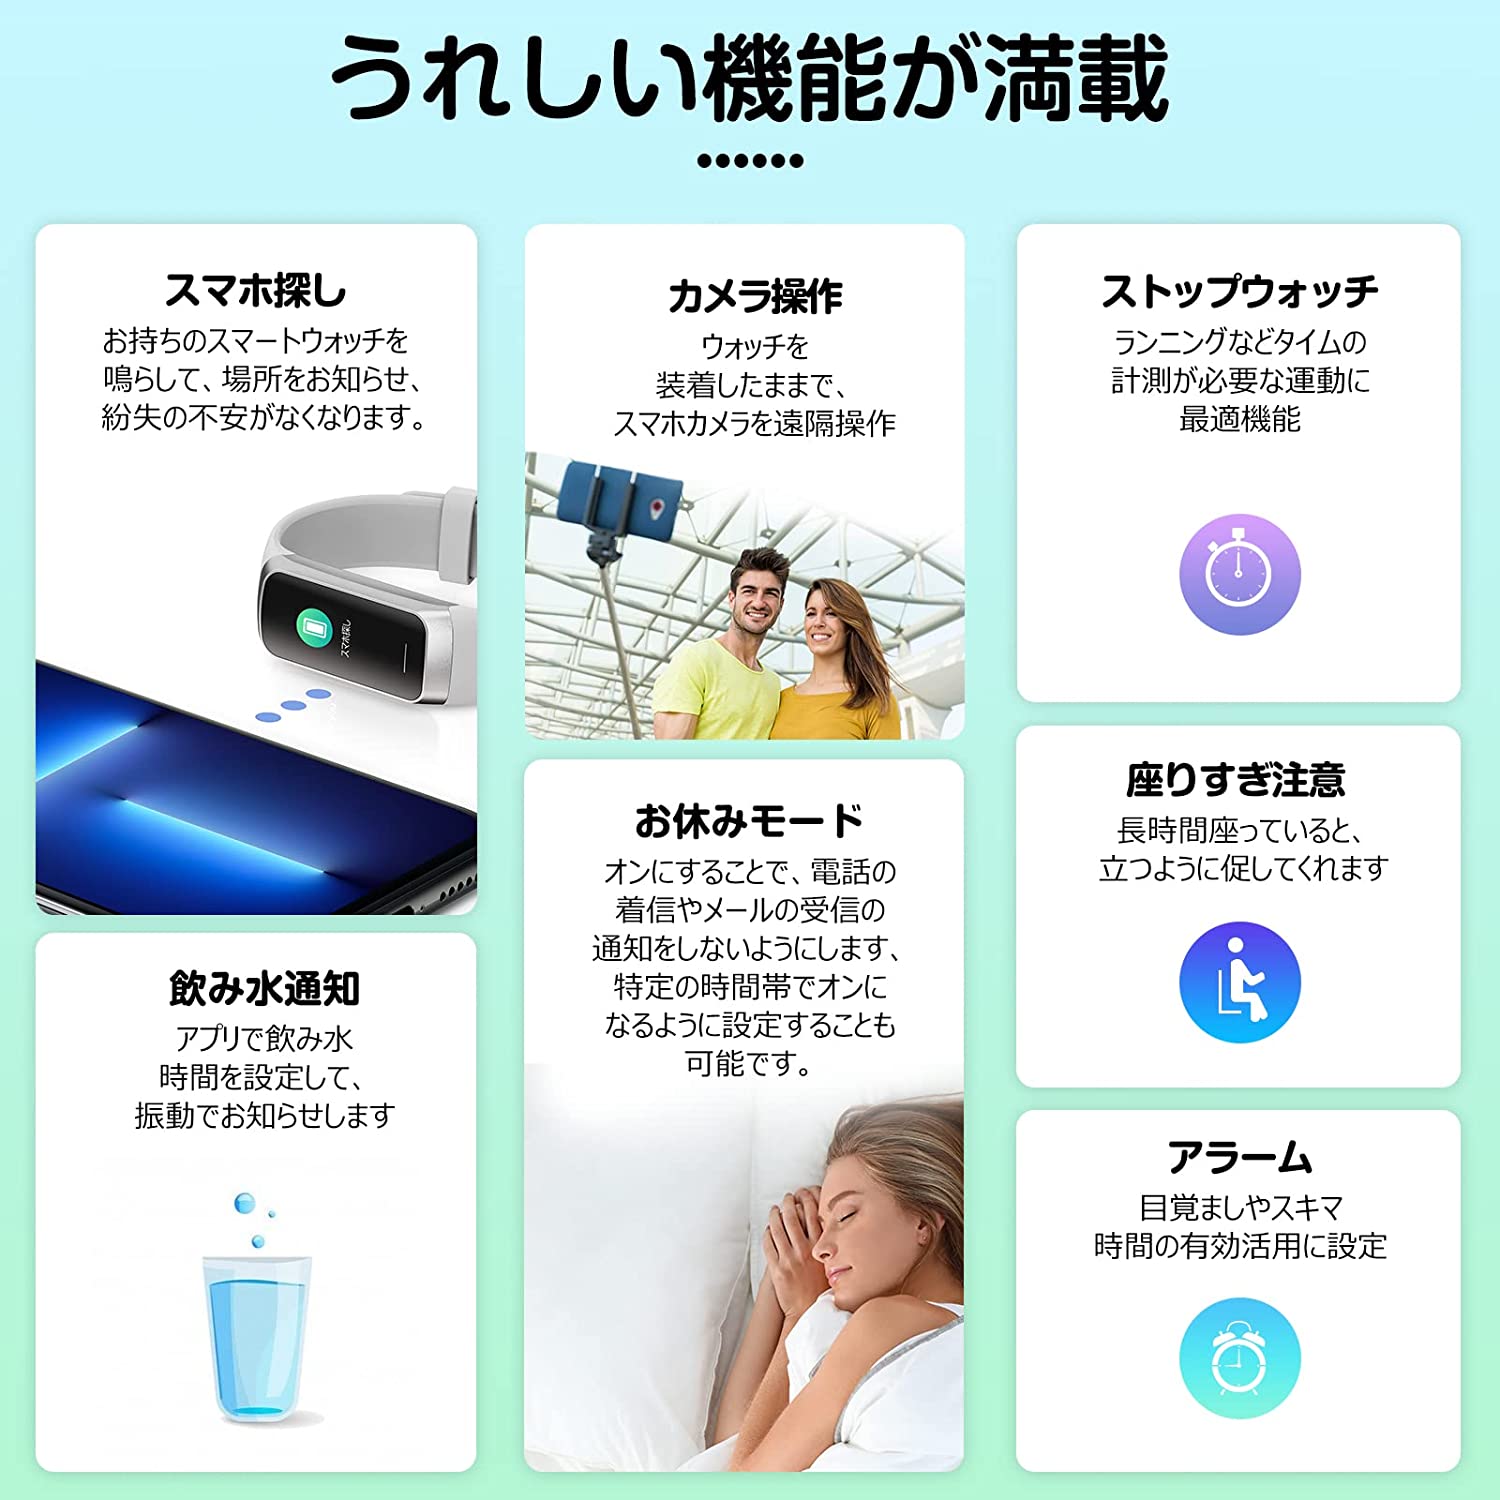 うれしい機能が満載
スマホ探し
お持ちのスマートウォッチを
鳴らして、場所をお知らせ、
紛失の不安がなくなります。
スマホ探し
飲み水通知
アプリで飲み水
時間を設定して、
振動でお知らせします
カメラ操作
ウォッチを
装着したままで、
スマホカメラを遠隔操作
お休みモード
オンにすることで、電話の
着信やメールの受信の
通知をしないようにします、
特定の時間帯でオンに
なるように設定することも
可能です。
ストップウォッチ
ランニングなどタイムの
計測が必要な運動に
最適機能
座りすぎ注意
長時間座っていると、
立つように促してくれます
アラーム
目覚ましやスキマ
時間の有効活用に設定